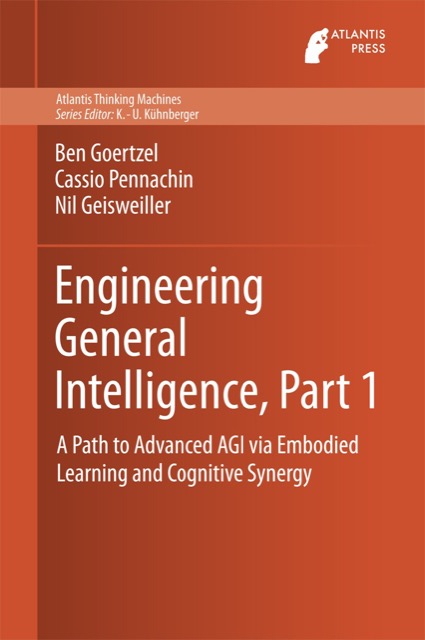 ATLANTIS
PRESS
Atlantis Thinking Machines
Series Editor: K. - U. Kühnberger
Ben Goertzel
Cassio Pennachin
Nil Geisweiller
Engineering
General
Intelligence, Part 1
A Path to Advanced AGI via Embodied
Learning and Cognitive Synergy